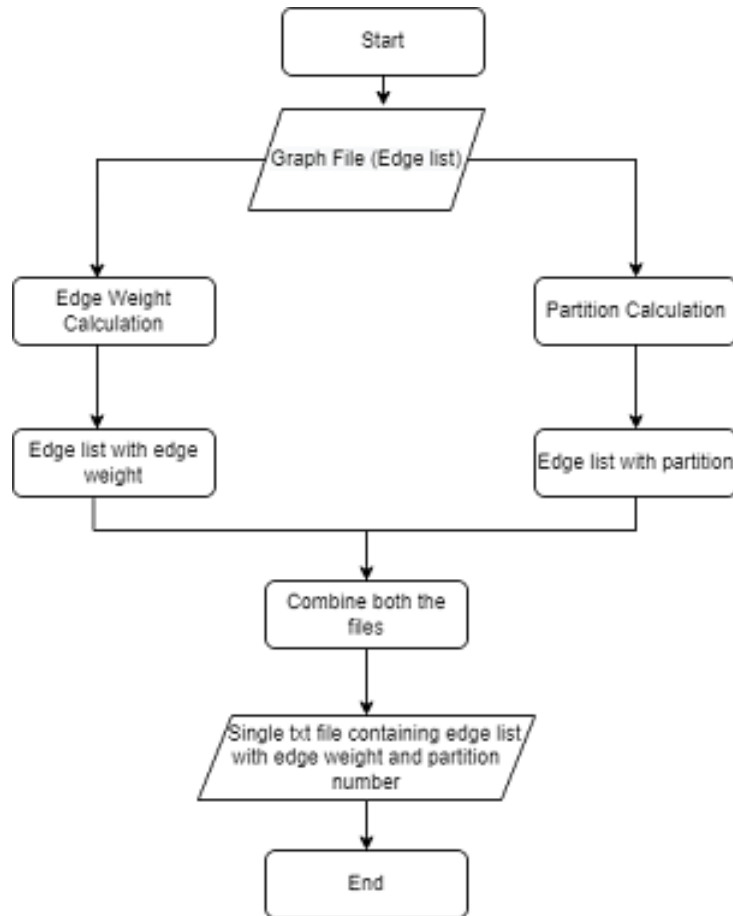 Start
Graph File (Edge list)
Edge Weight
Calculation
Partition Calculation
Edge list with edge
weight
Edge list with partition
Combine both the
files
Single txt file containing edge list
with edge weight and partition
number
End